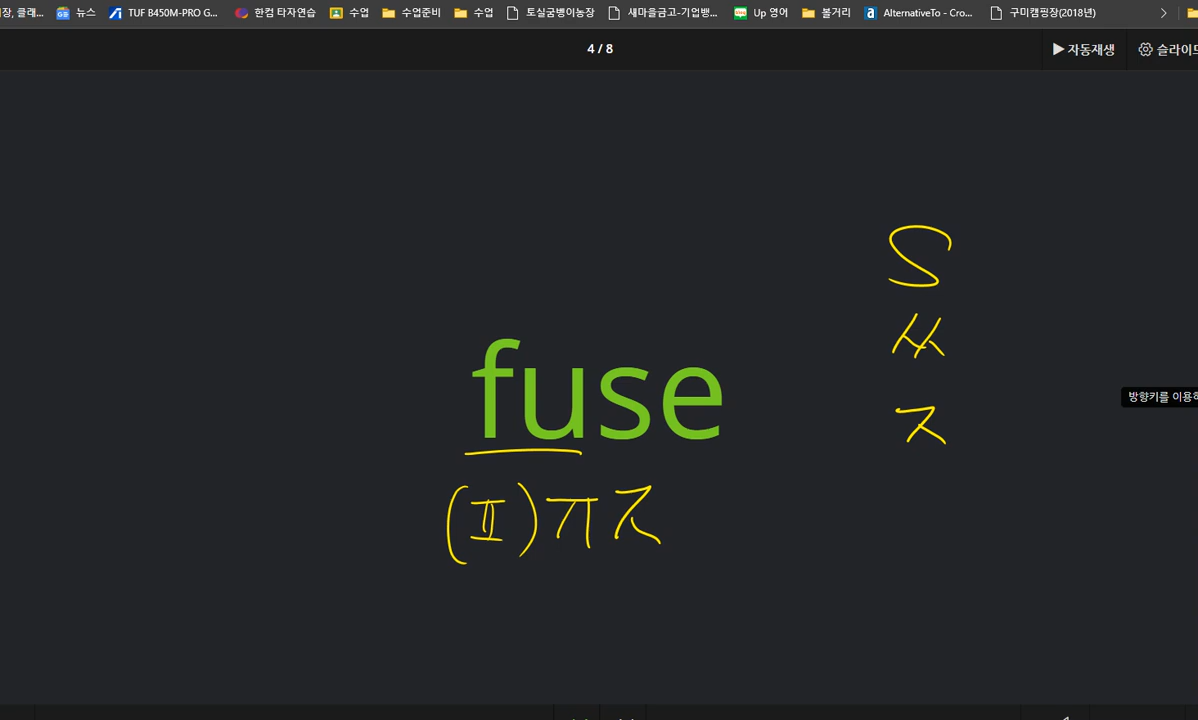 장, 클래... 뉴스 TUF B450M-PRO G... 한컴 타자연습 수업 수업준비 수업 토실굼벵이농장 새마을금고-기업뱅... Up 영어 볼거리 AlternativeTo - Cro... 구미캠핑장(2018년)
4 / 8 ▶ 자동재생 슬라이드
S
ㅆ
ㅈ
fuse
(ㅍ)ㅠㅈ
방향키를 이용하